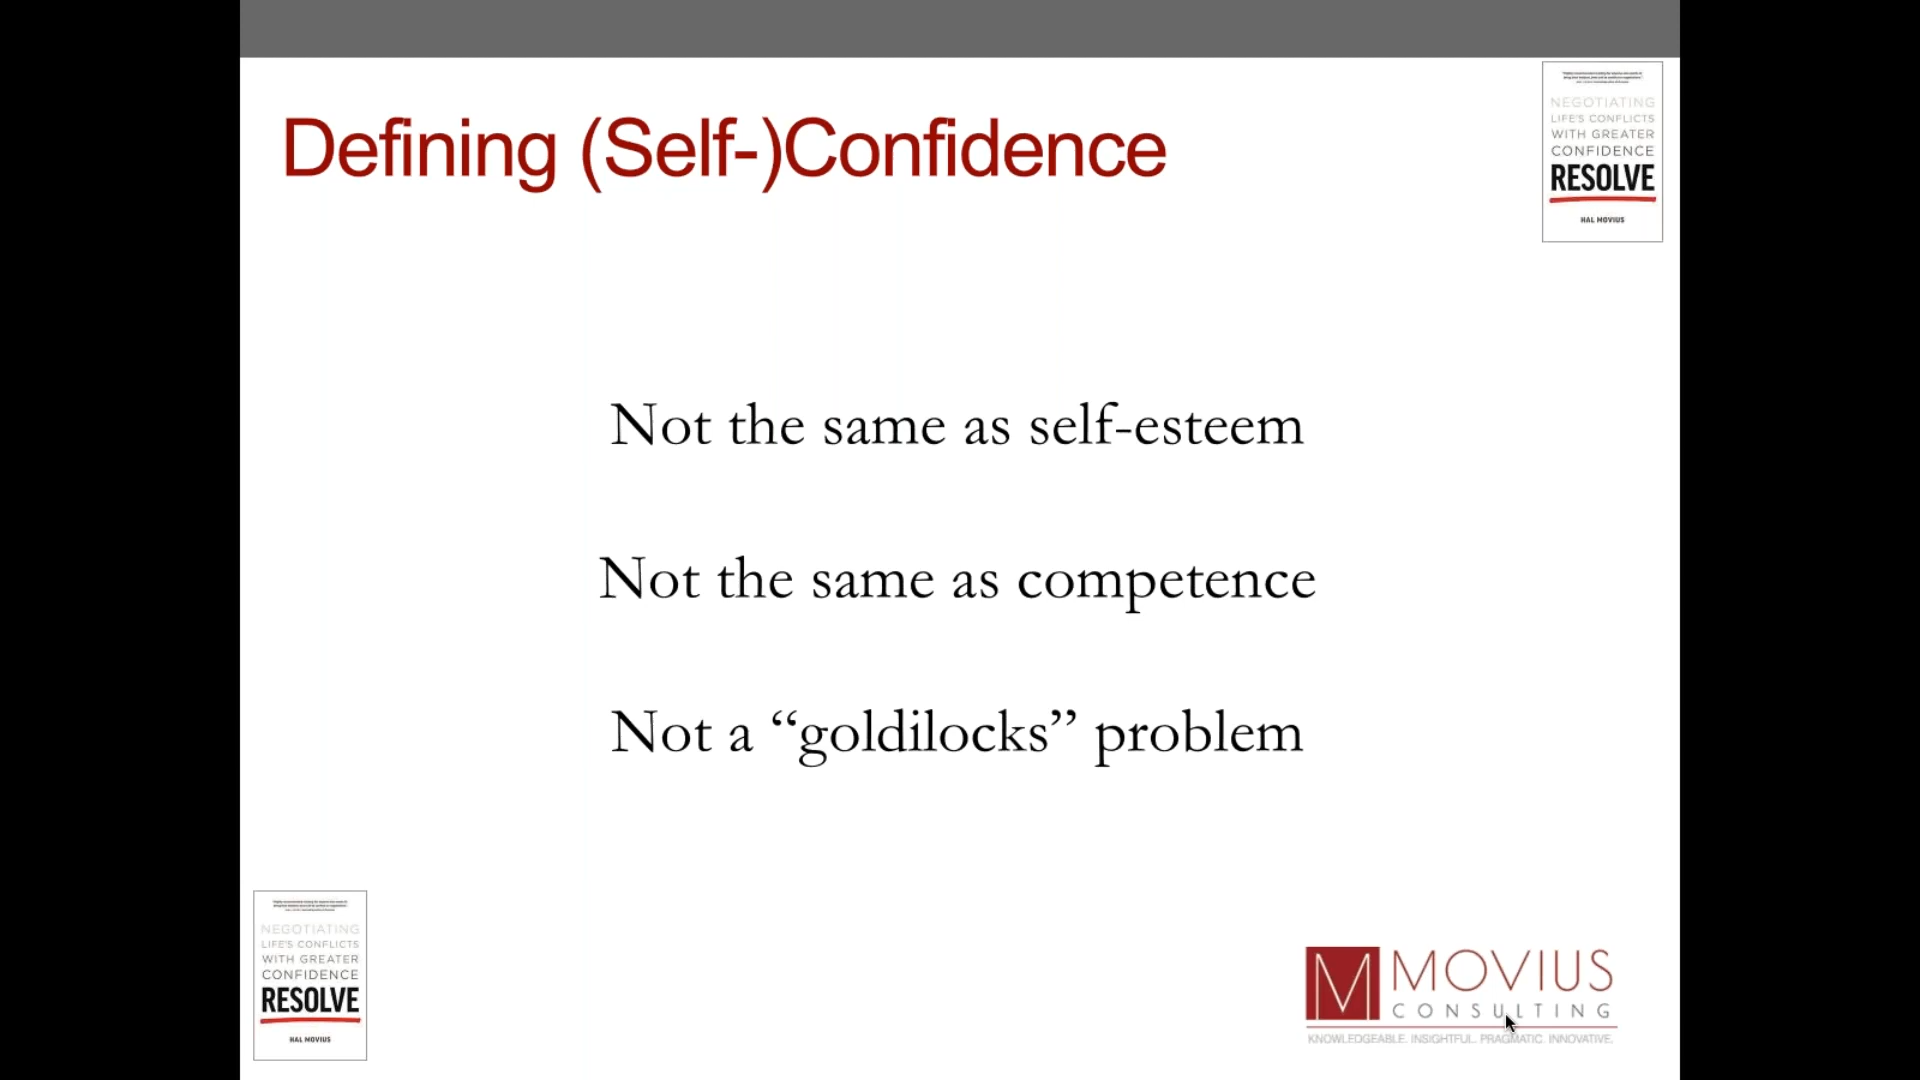 Defining (Self-)Confidence
NEGOTIATING
LIFE'S CONFLICTS
WITH GREATER
CONFIDENCE
RESOLVE
HAL MOVIUS
Not the same as self-esteem
Not the same as competence
Not a “goldilocks” problem
NEGOTIATING
LIFE'S CONFLICTS
WITH GREATER
CONFIDENCE
RESOLVE
HAL MOVIUS
M MOVIUS
CONSULTING
KNOWLEDGEABLE. INSIGHTFUL. PRAGMATIC. INNOVATIVE.